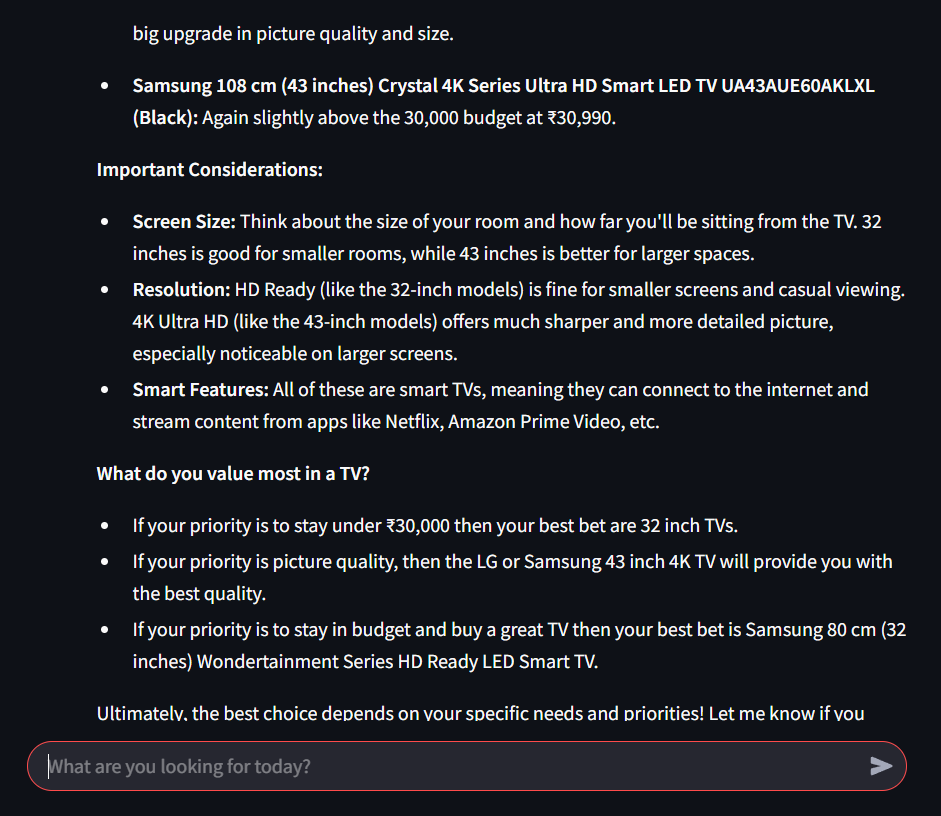 big upgrade in picture quality and size.
• Samsung 108 cm (43 inches) Crystal 4K Series Ultra HD Smart LED TV UA43AUE60AKLXL
(Black): Again slightly above the 30,000 budget at ₹30,990.
Important Considerations:
• Screen Size: Think about the size of your room and how far you'll be sitting from the TV. 32
inches is good for smaller rooms, while 43 inches is better for larger spaces.
• Resolution: HD Ready (like the 32-inch models) is fine for smaller screens and casual viewing.
4K Ultra HD (like the 43-inch models) offers much sharper and more detailed picture,
especially noticeable on larger screens.
• Smart Features: All of these are smart TVs, meaning they can connect to the internet and
stream content from apps like Netflix, Amazon Prime Video, etc.
What do you value most in a TV?
• If your priority is to stay under ₹30,000 then your best bet are 32 inch TVs.
• If your priority is picture quality, then the LG or Samsung 43 inch 4K TV will provide you with
the best quality.
• If your priority is to stay in budget and buy a great TV then your best bet is Samsung 80 cm (32
inches) Wondertainment Series HD Ready LED Smart TV.
Ultimately, the best choice depends on your specific needs and priorities! Let me know if you
What are you looking for today?